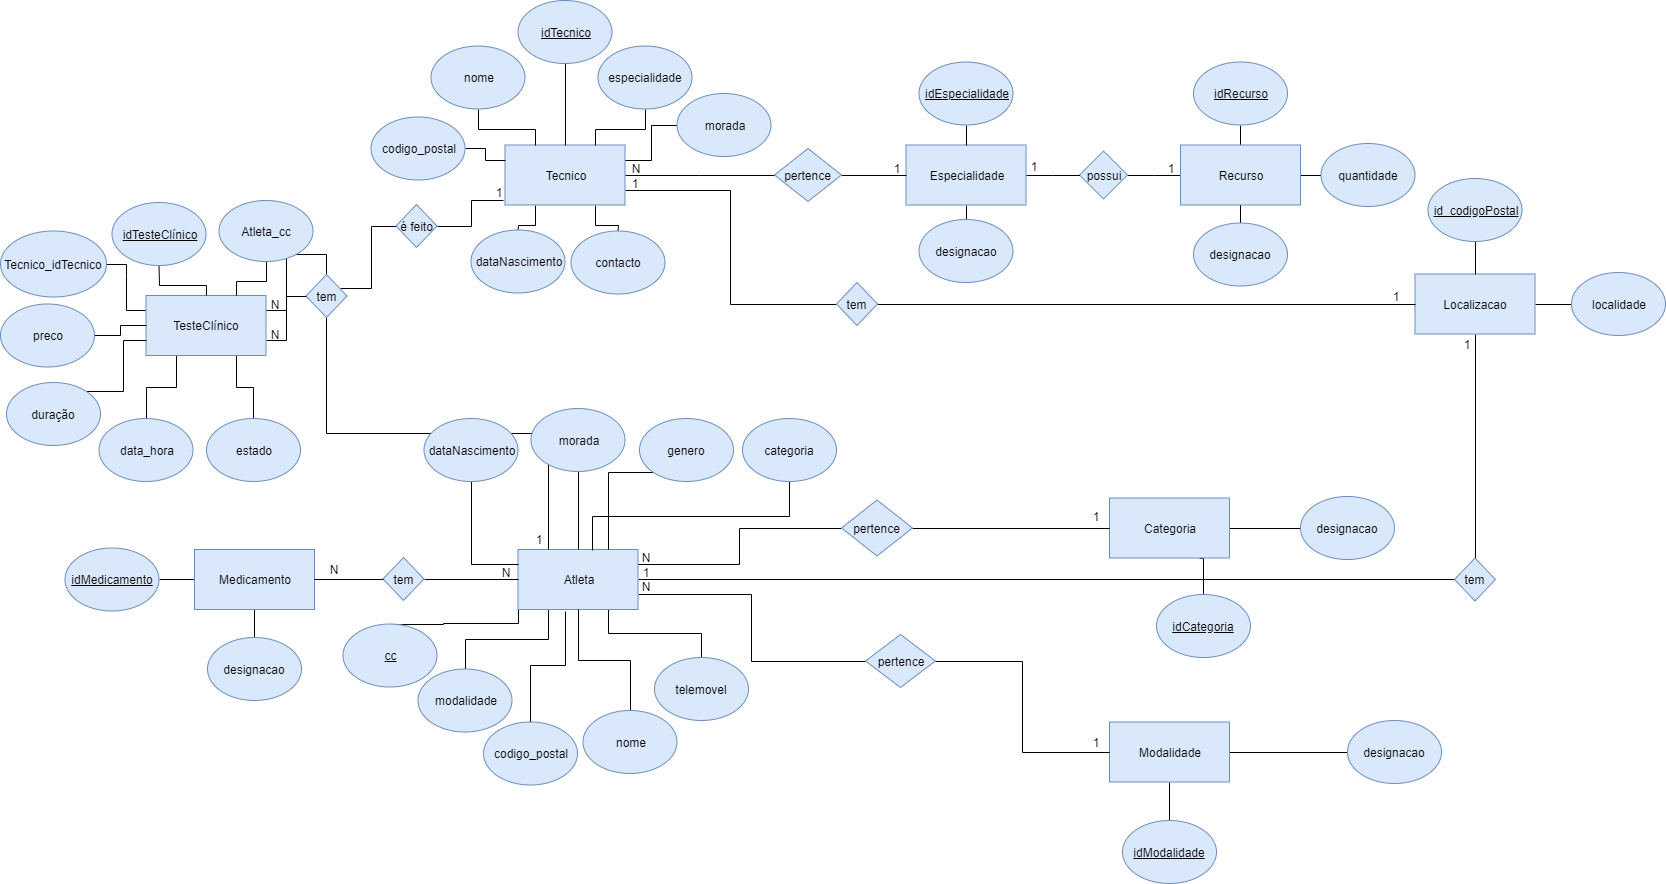 idTecnico
nome
especialidade
codigo_postal
morada
idEspecialidade
idRecurso
Tecnico
N
1
1
pertence
1
Especialidade
1
possui
1
Recurso
quantidade
dataNascimento
contacto
designacao
designacao
id_codigoPostal
é feito
idTesteClínico
Atleta_cc
Tecnico_idTecnico
preco
duração
TesteClínico
N
N
tem
data_hora
estado
tem
1
Localizacao
localidade
1
dataNascimento
morada
genero
categoria
1
pertence
1
Categoria
designacao
idCategoria
idMedicamento
Medicamento
N
tem
N
Atleta
N
1
N
tem
designacao
cc
modalidade
codigo_postal
nome
telemovel
pertence
1
Modalidade
designacao
idModalidade